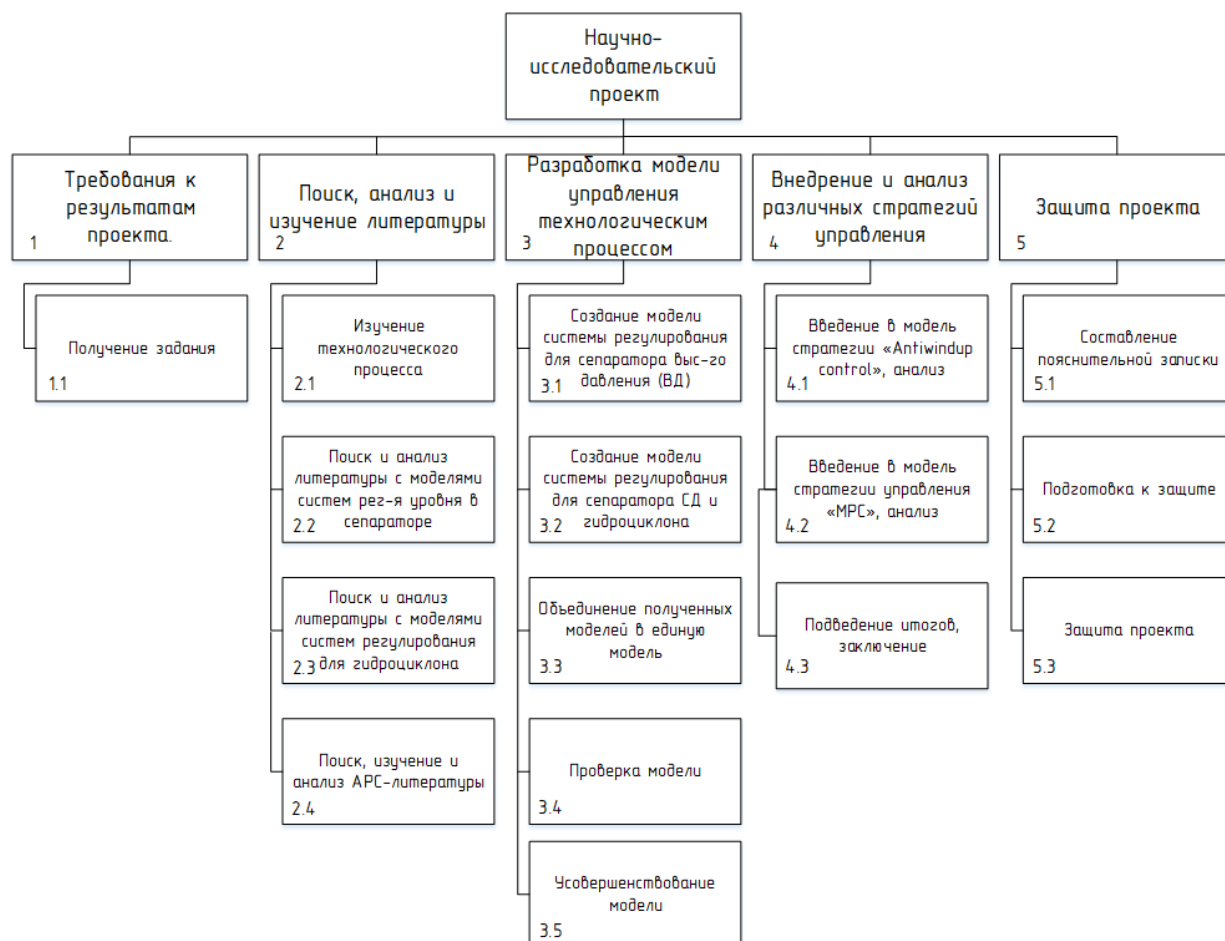 Научно-
исследовательский
проект
Требования к
результатам
проекта.
1
Поиск, анализ и
изучение литературы
2
Разработка модели
управления
технологическим
процессом
3
Внедрение и анализ
различных стратегий
управления
4
Защита проекта
5
Получение задания
1.1
Изучение
технологического
процесса
2.1
Поиск и анализ
литературы с моделями
систем рег-я уровня в
сепараторе
2.2
Поиск и анализ
литературы с моделями
систем регулирования
для гидроциклона
2.3
Поиск, изучение и
анализ APC-литературы
2.4
Создание модели
системы регулирования
для сепаратора выс-го
давления (ВД)
3.1
Создание модели
системы регулирования
для сепаратора СД и
гидроциклона
3.2
Объединение полученных
моделей в единую
модель
3.3
Проверка модели
3.4
Усовершенствование
модели
3.5
Введение в модель
стратегии «Antiwindup
control», анализ
4.1
Введение в модель
стратегии управления
«MPC», анализ
4.2
Подведение итогов,
заключение
4.3
Составление
пояснительной записки
5.1
Подготовка к защите
5.2
Защита проекта
5.3